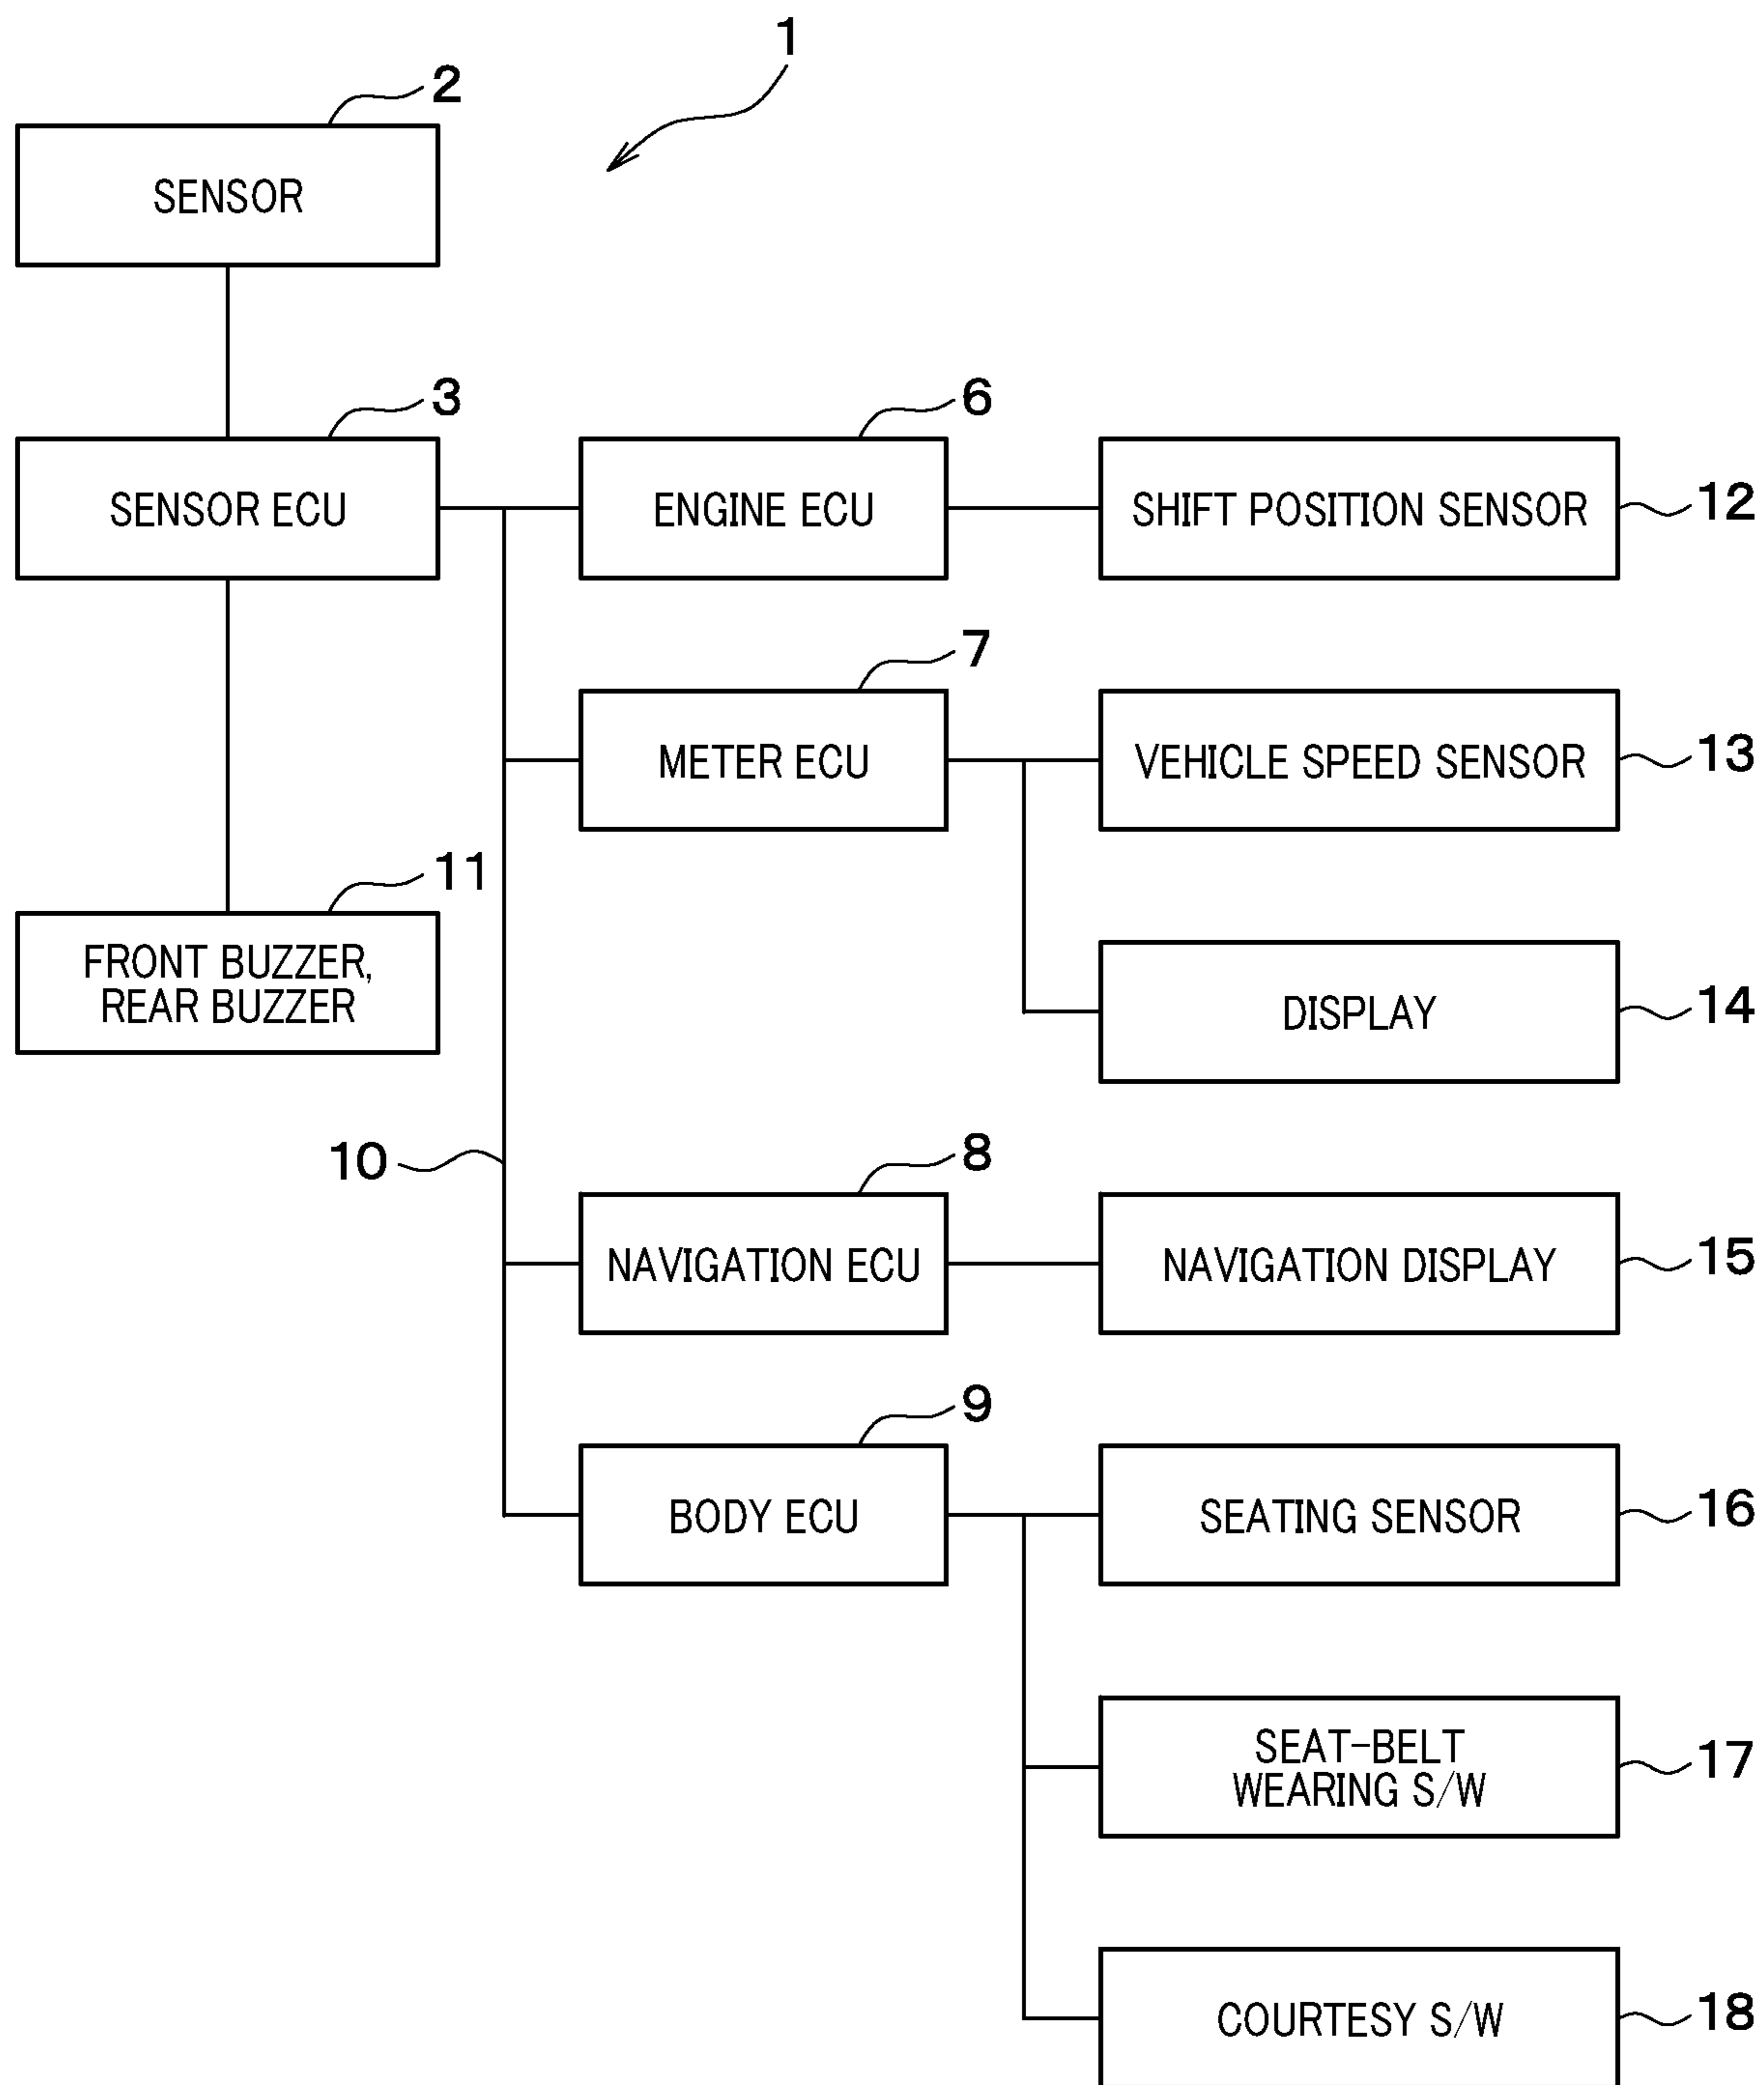 1
2
SENSOR
3
SENSOR ECU
6
ENGINE ECU
SHIFT POSITION SENSOR
12
7
METER ECU
VEHICLE SPEED SENSOR
13
11
FRONT BUZZER,
REAR BUZZER
DISPLAY
14
10
8
NAVIGATION ECU
NAVIGATION DISPLAY
15
9
BODY ECU
SEATING SENSOR
16
SEAT-BELT
WEARING S/W
17
COURTESY S/W
18